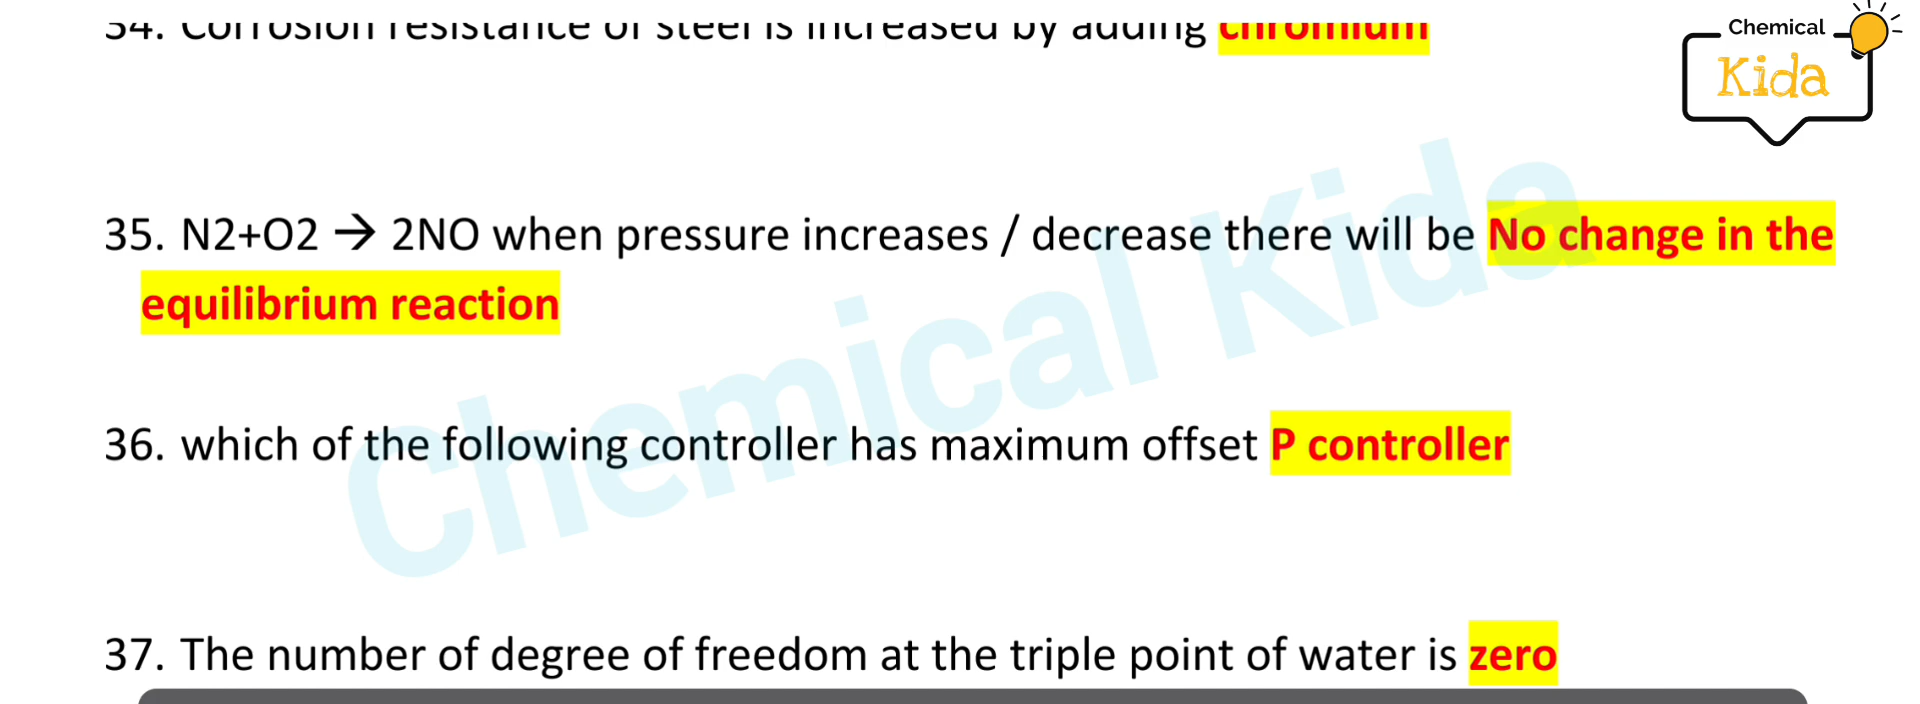 34. Corrosion resistance of steel is increased by adding chromium
Chemical
Kida
35. N2+O2 → 2NO when pressure increases / decrease there will be No change in the
equilibrium reaction
36. which of the following controller has maximum offset P controller
37. The number of degree of freedom at the triple point of water is zero
Chemical Kida